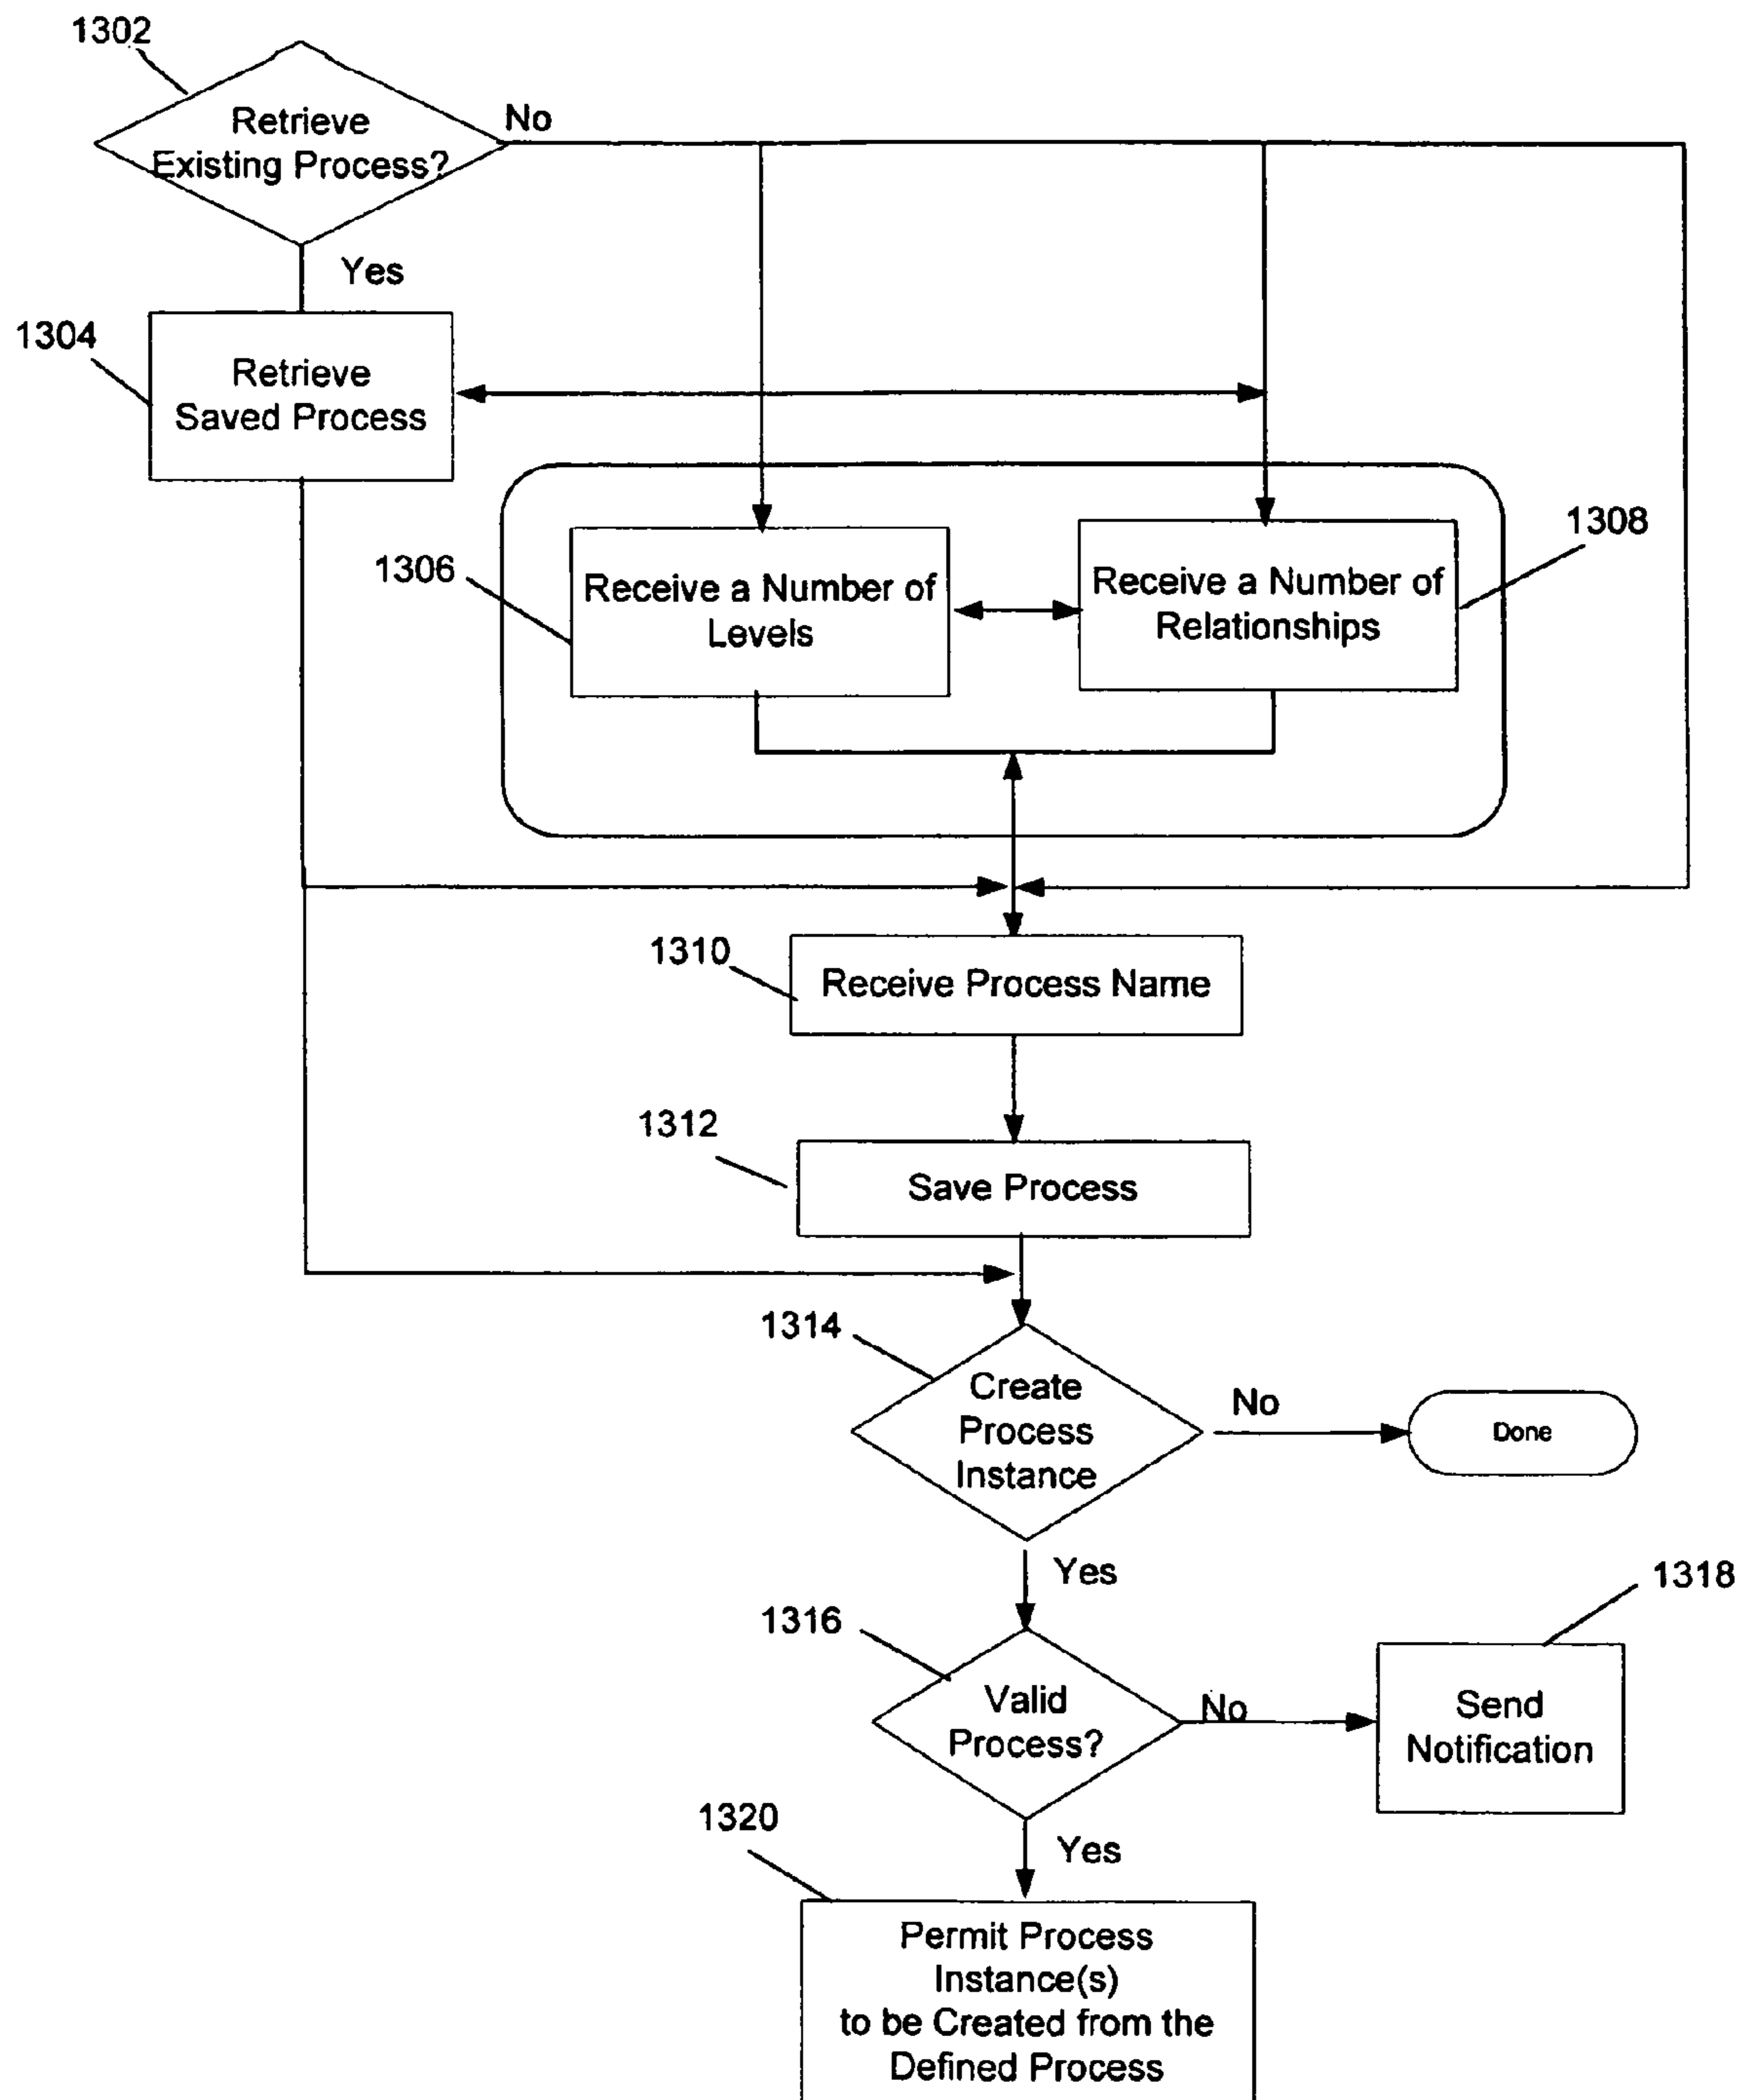 1302
Retrieve
Existing Process?
No
Yes
1304
Retrieve
Saved Process
1306
Receive a Number of
Levels
Receive a Number of
Relationships
1308
1310
Receive Process Name
1312
Save Process
1314
Create
Process
Instance
No
Done
Yes
1316
Valid
Process?
No
1318
Send
Notification
Yes
1320
Permit Process
Instance(s)
to be Created from the
Defined Process